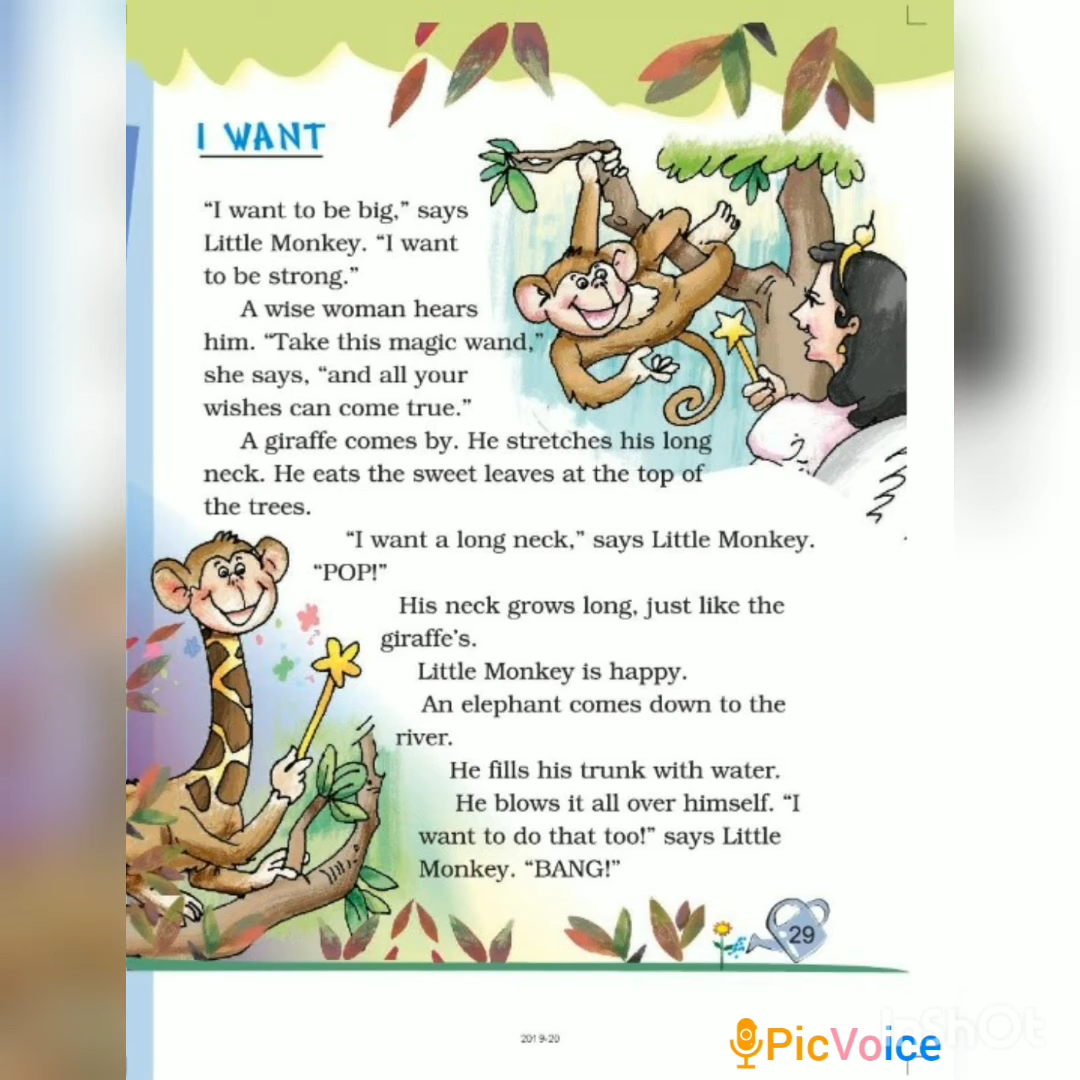 I WANT
“I want to be big,” says
Little Monkey. “I want
to be strong.”
A wise woman hears
him. “Take this magic wand,”
she says, “and all your
wishes can come true.”
A giraffe comes by. He stretches his long
neck. He eats the sweet leaves at the top of
the trees.
“I want a long neck,” says Little Monkey.
“POP!”
His neck grows long, just like the
giraffe’s.
Little Monkey is happy.
An elephant comes down to the
river.
He fills his trunk with water.
He blows it all over himself. “I
want to do that too!” says Little
Monkey. “BANG!”
29
2019-20
PicVoice
InShOt